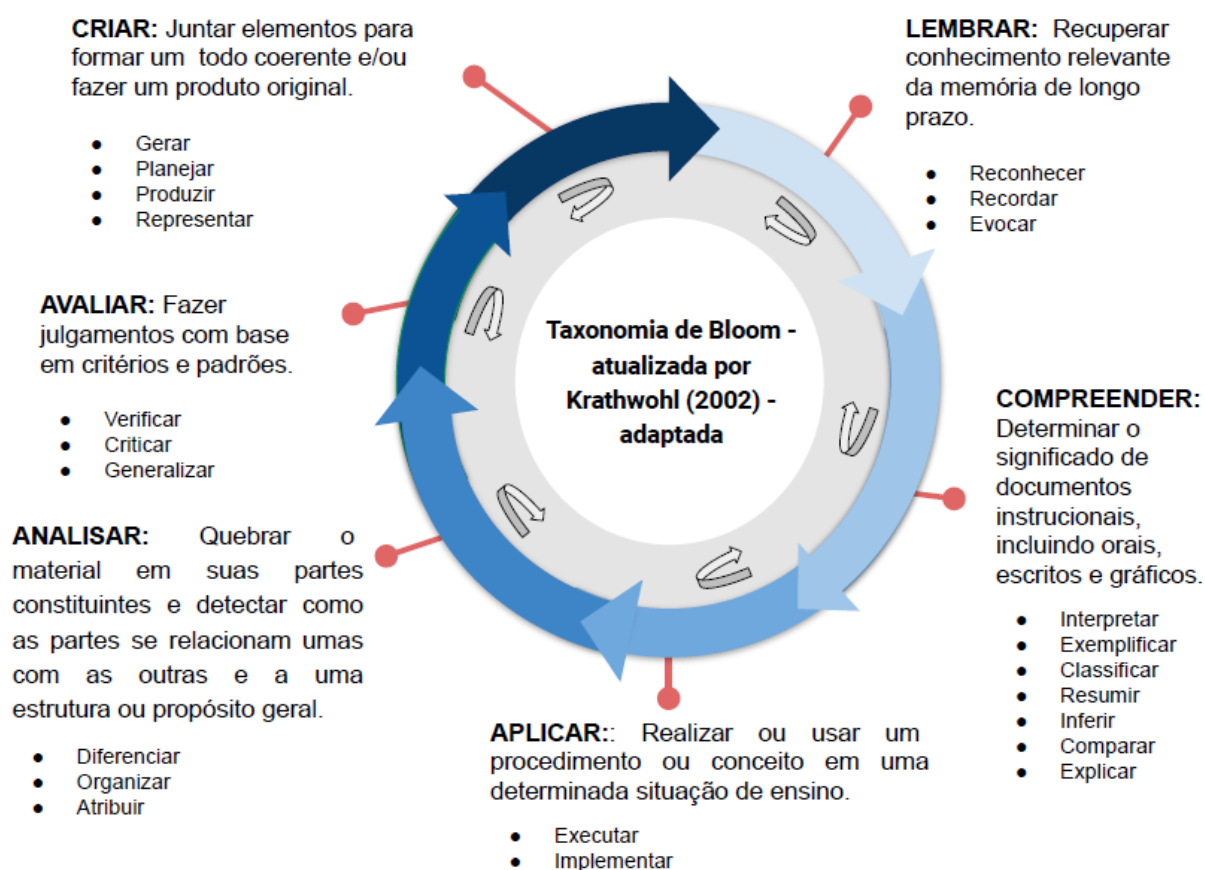 CRIAR: Juntar elementos para
formar um todo coerente e/ou
fazer um produto original.
● Gerar
● Planejar
● Produzir
● Representar
LEMBRAR: Recuperar
conhecimento relevante
da memória de longo
prazo.
● Reconhecer
● Recordar
● Evocar
AVALIAR: Fazer
julgamentos com base
em critérios e padrões.
● Verificar
● Criticar
● Generalizar
Taxonomia de Bloom -
atualizada por
Krathwohl (2002) -
adaptada
COMPREENDER:
Determinar o
significado de
documentos
instrucionais,
incluindo orais,
escritos e gráficos.
● Interpretar
● Exemplificar
● Classificar
● Resumir
● Inferir
● Comparar
● Explicar
ANALISAR: Quebrar o
material em suas partes
constituintes e detectar como
as partes se relacionam umas
com as outras e a uma
estrutura ou propósito geral.
● Diferenciar
● Organizar
● Atribuir
APLICAR:: Realizar ou usar um
procedimento ou conceito em uma
determinada situação de ensino.
● Executar
● Implementar